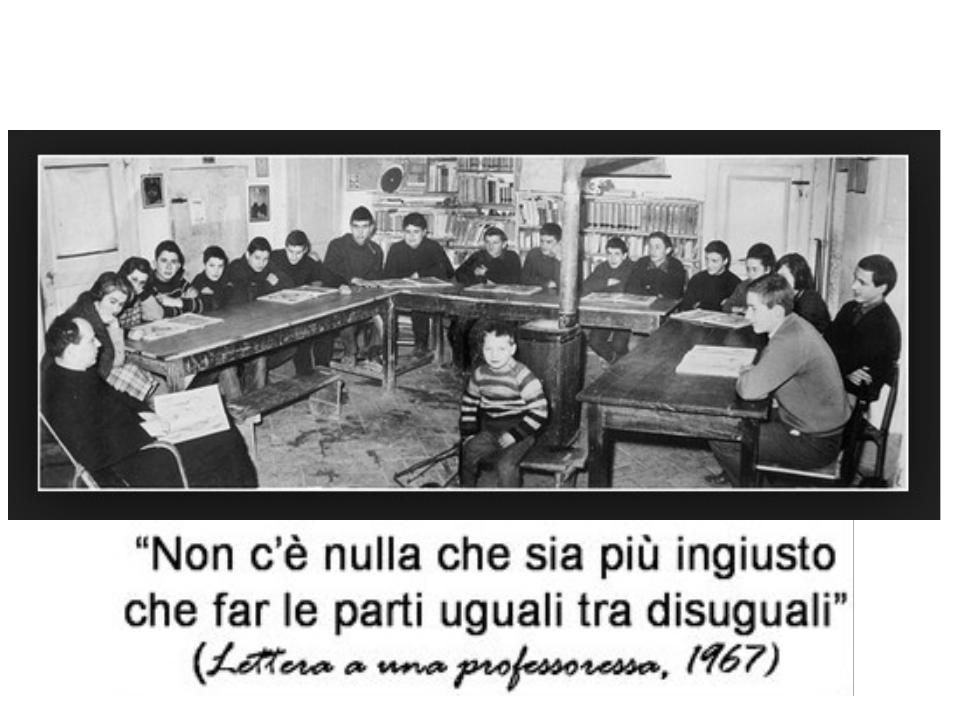 “Non c’è nulla che sia più ingiusto
che far le parti uguali tra disuguali”
(Lettera a una professoressa, 1967)